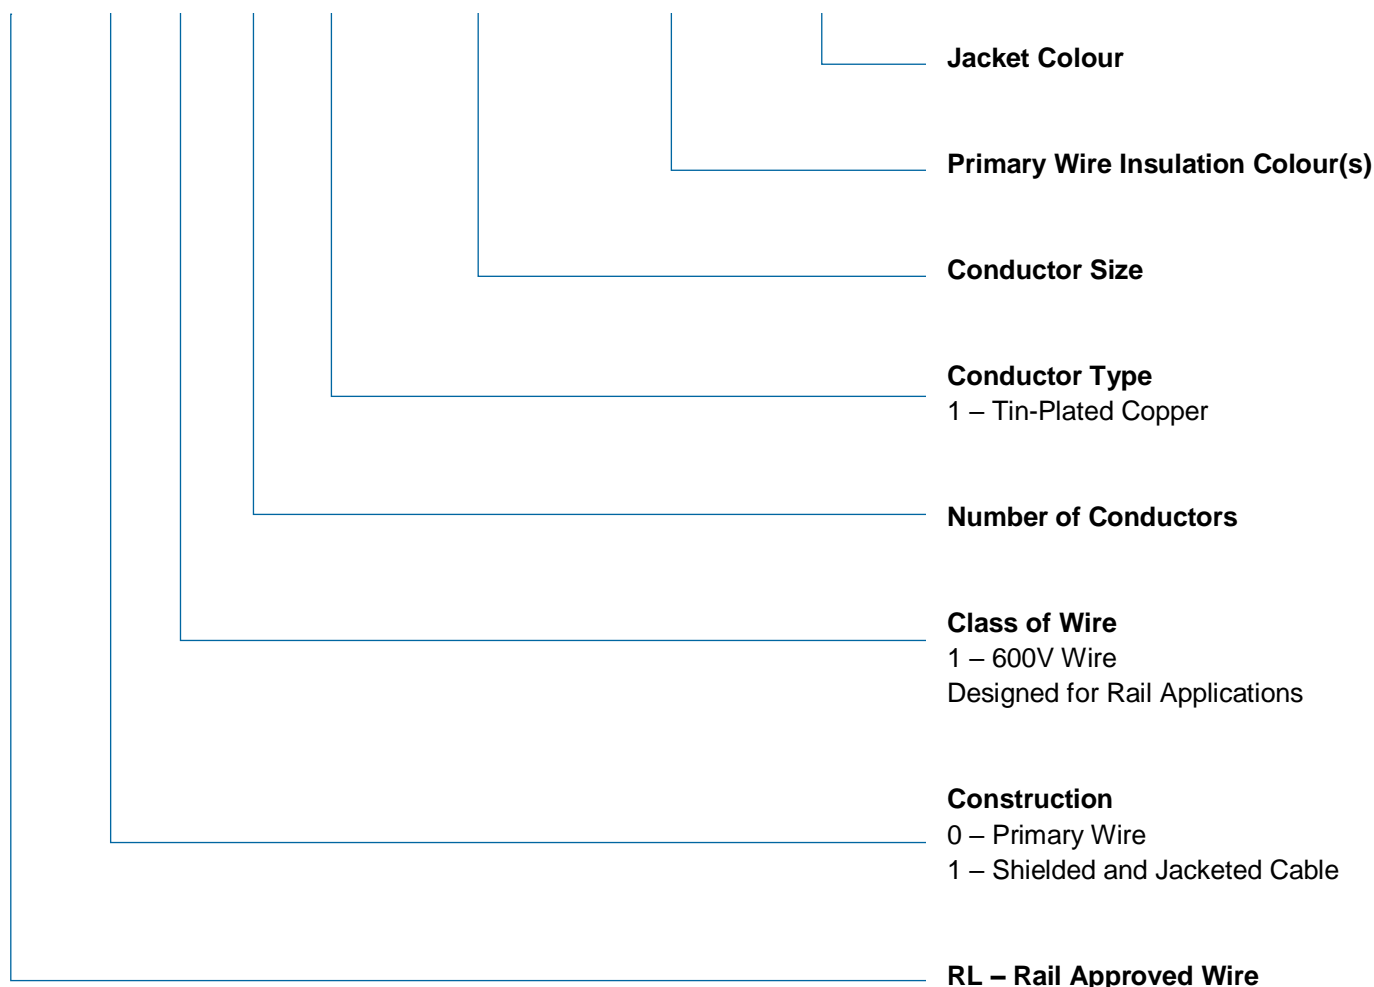 Jacket Colour
Primary Wire Insulation Colour(s)
Conductor Size
Conductor Type
1 – Tin-Plated Copper
Number of Conductors
Class of Wire
1 – 600V Wire
Designed for Rail Applications
Construction
0 – Primary Wire
1 – Shielded and Jacketed Cable
RL – Rail Approved Wire